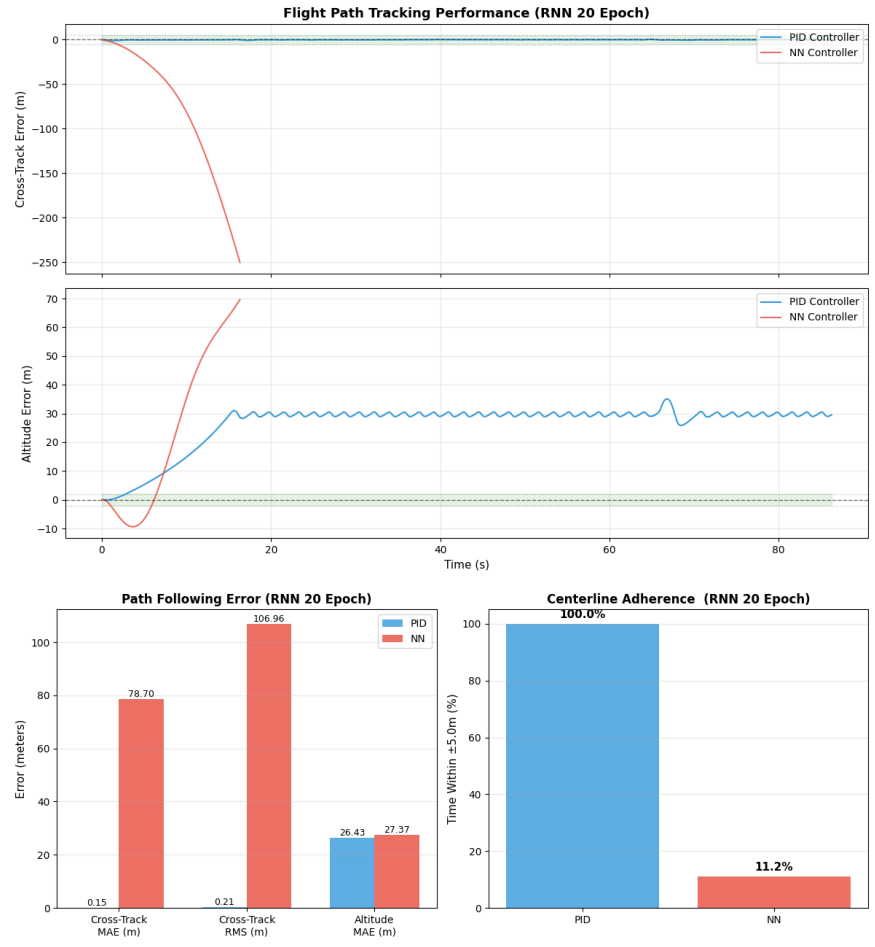 Flight Path Tracking Performance (RNN 20 Epoch)
Cross-Track Error (m)
0
−50
−100
−150
−200
−250
PID Controller
NN Controller
Altitude Error (m)
70
60
50
40
30
20
10
0
−10
PID Controller
NN Controller
0
20
40
60
80
Time (s)
Path Following Error (RNN 20 Epoch)
Error (meters)
100
80
60
40
20
0
PID
NN
0.15
78.70
0.21
106.96
26.43
27.37
Cross-Track
MAE (m)
Cross-Track
RMS (m)
Altitude
MAE (m)
Centerline Adherence  (RNN 20 Epoch)
Time Within ±5.0m (%)
100
80
60
40
20
0
100.0%
11.2%
PID
NN